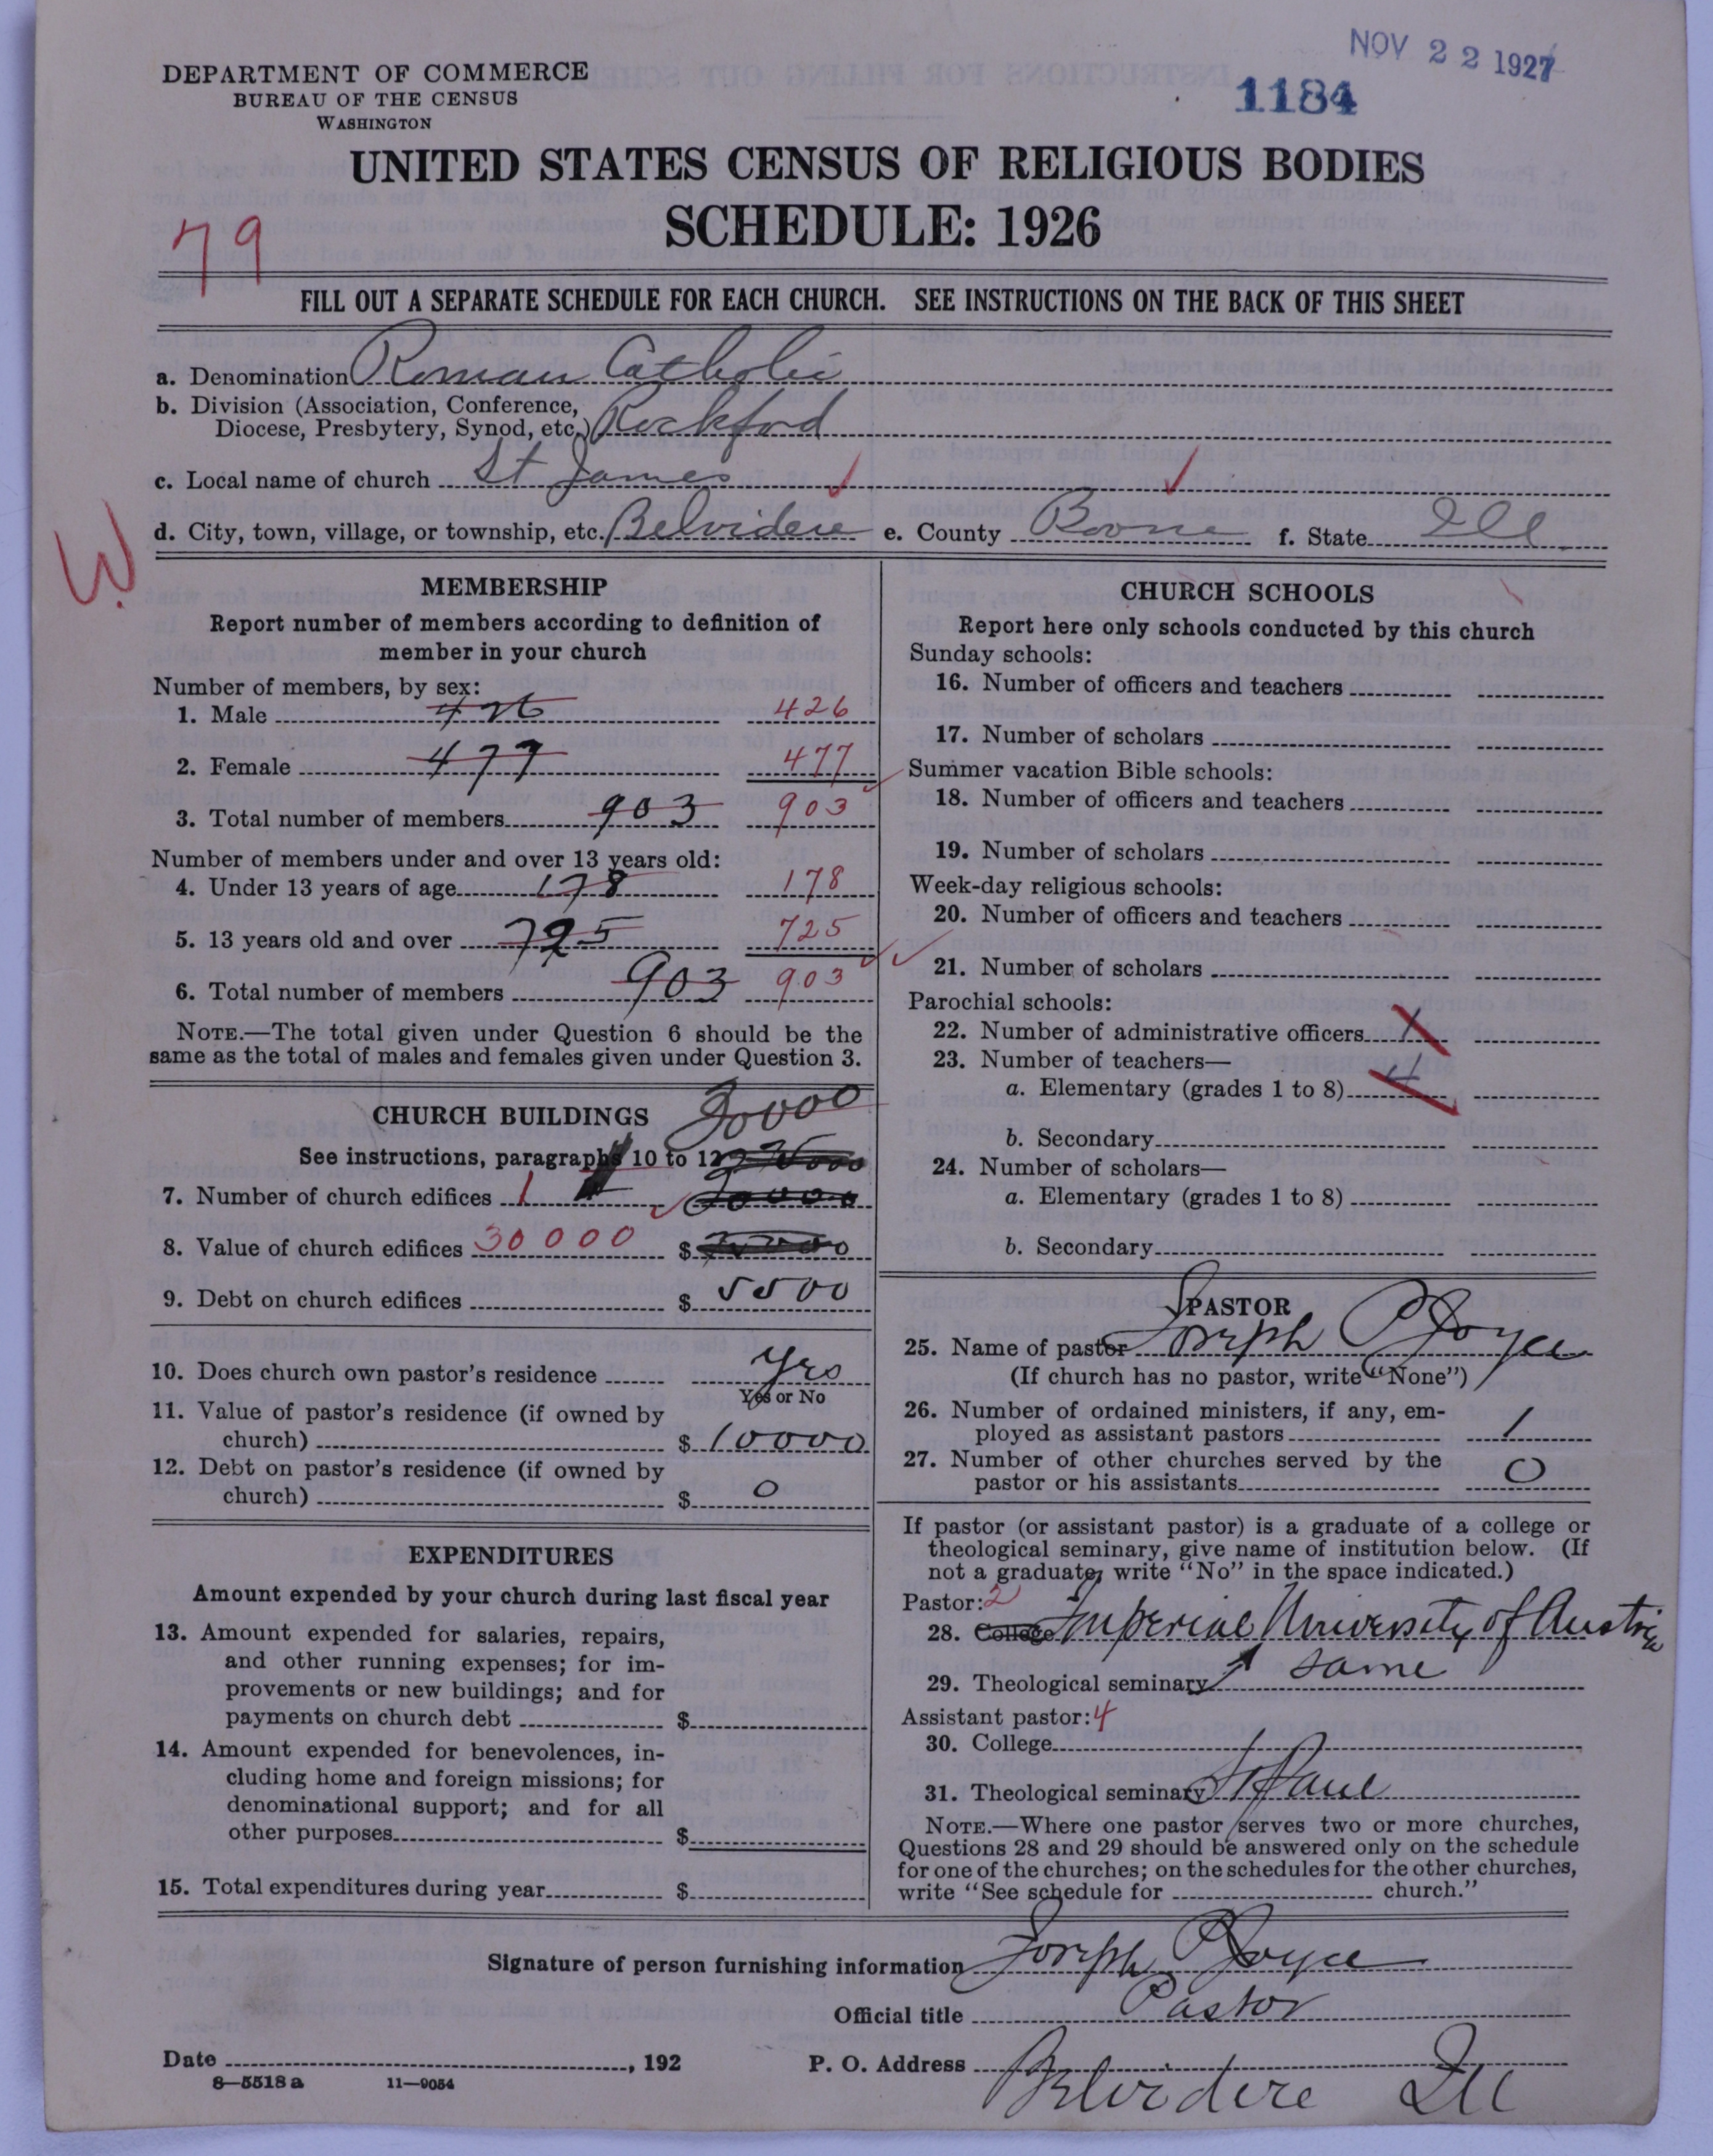 NOV 22 1927
1184
DEPARTMENT OF COMMERCE
BUREAU OF THE CENSUS
WASHINGTON
UNITED STATES CENSUS OF RELIGIOUS BODIES
SCHEDULE: 1926
79
FILL OUT A SEPARATE SCHEDULE FOR EACH CHURCH. SEE INSTRUCTIONS ON THE BACK OF THIS SHEET
a. Denomination Roman Catholic
b. Division (Association, Conference,
Diocese, Presbytery, Synod, etc.) Rockford
c. Local name of church St James
W
d. City, town, village, or township, etc. Belvidere e. County Boone f. State Ill.
MEMBERSHIP
Report number of members according to definition of
member in your church
Number of members, by sex:
1. Male 426 426
2. Female 477 477
3. Total number of members 903 903
Number of members under and over 13 years old:
4. Under 13 years of age 178 178
5. 13 years old and over 725 725
6. Total number of members 903 903
NOTE.—The total given under Question 6 should be the
same as the total of males and females given under Question 3.
CHURCH BUILDINGS 30000
See instructions, paragraphs 10 to 12
7. Number of church edifices 1
8. Value of church edifices 30000 $
9. Debt on church edifices $ 5500
10. Does church own pastor's residence Yes
Yes or No
11. Value of pastor's residence (if owned by
church) $ 10000
12. Debt on pastor's residence (if owned by
church) $ 0
EXPENDITURES
Amount expended by your church during last fiscal year
13. Amount expended for salaries, repairs,
and other running expenses; for im-
provements or new buildings; and for
payments on church debt $
14. Amount expended for benevolences, in-
cluding home and foreign missions; for
denominational support; and for all
other purposes $
15. Total expenditures during year $
CHURCH SCHOOLS
Report here only schools conducted by this church
Sunday schools:
16. Number of officers and teachers
17. Number of scholars
Summer vacation Bible schools:
18. Number of officers and teachers
19. Number of scholars
Week-day religious schools:
20. Number of officers and teachers
21. Number of scholars
Parochial schools:
22. Number of administrative officers 1
23. Number of teachers—
a. Elementary (grades 1 to 8) 4
b. Secondary
24. Number of scholars—
a. Elementary (grades 1 to 8)
b. Secondary
PASTOR
25. Name of pastor Joseph P Joyce
(If church has no pastor, write "None")
26. Number of ordained ministers, if any, em-
ployed as assistant pastors 1
27. Number of other churches served by the
pastor or his assistants 0
If pastor (or assistant pastor) is a graduate of a college or
theological seminary, give name of institution below. (If
not a graduate, write "No" in the space indicated.)
Pastor: 2
28. College Imperial University of Austria
29. Theological seminary same
Assistant pastor: 4
30. College
31. Theological seminary St Paul
NOTE.—Where one pastor serves two or more churches,
Questions 28 and 29 should be answered only on the schedule
for one of the churches; on the schedules for the other churches,
write "See schedule for church."
Signature of person furnishing information Joseph P Joyce
Official title Pastor
Date , 192 P. O. Address Belvidere Ill
8—5518 a 11—9054